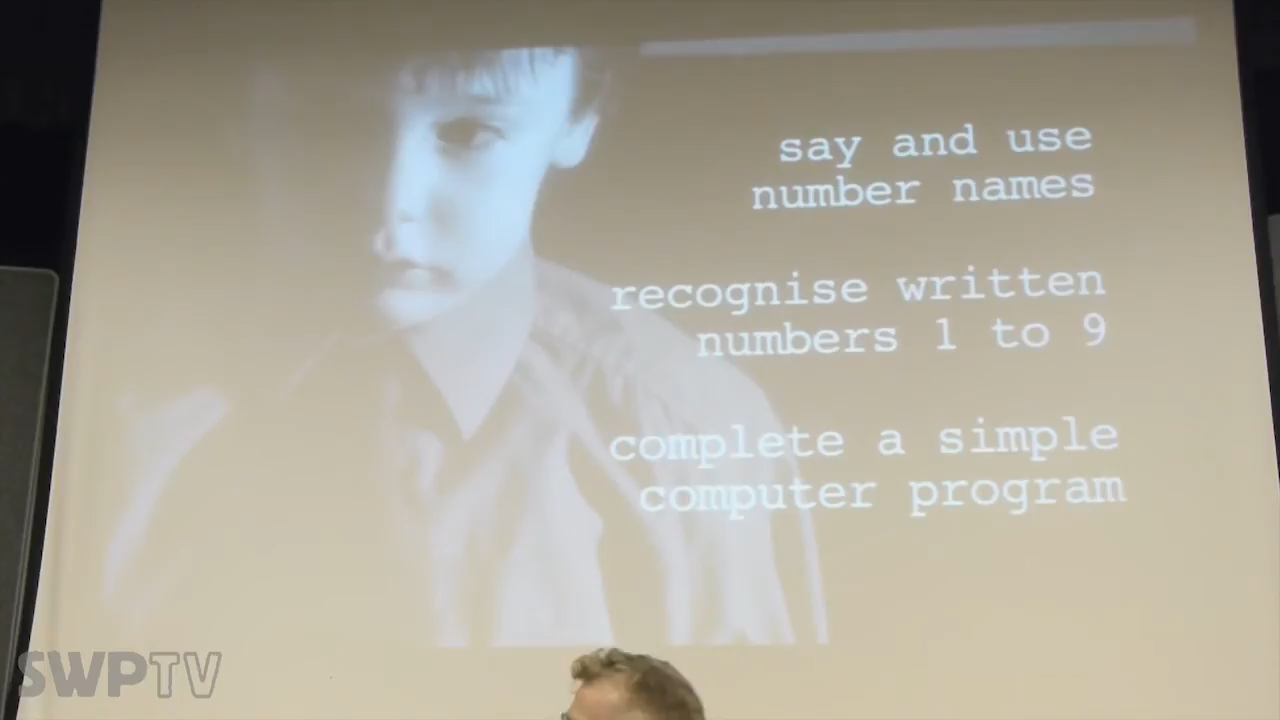 say and use
number names
recognise written
numbers 1 to 9
complete a simple
computer program
SWPTV